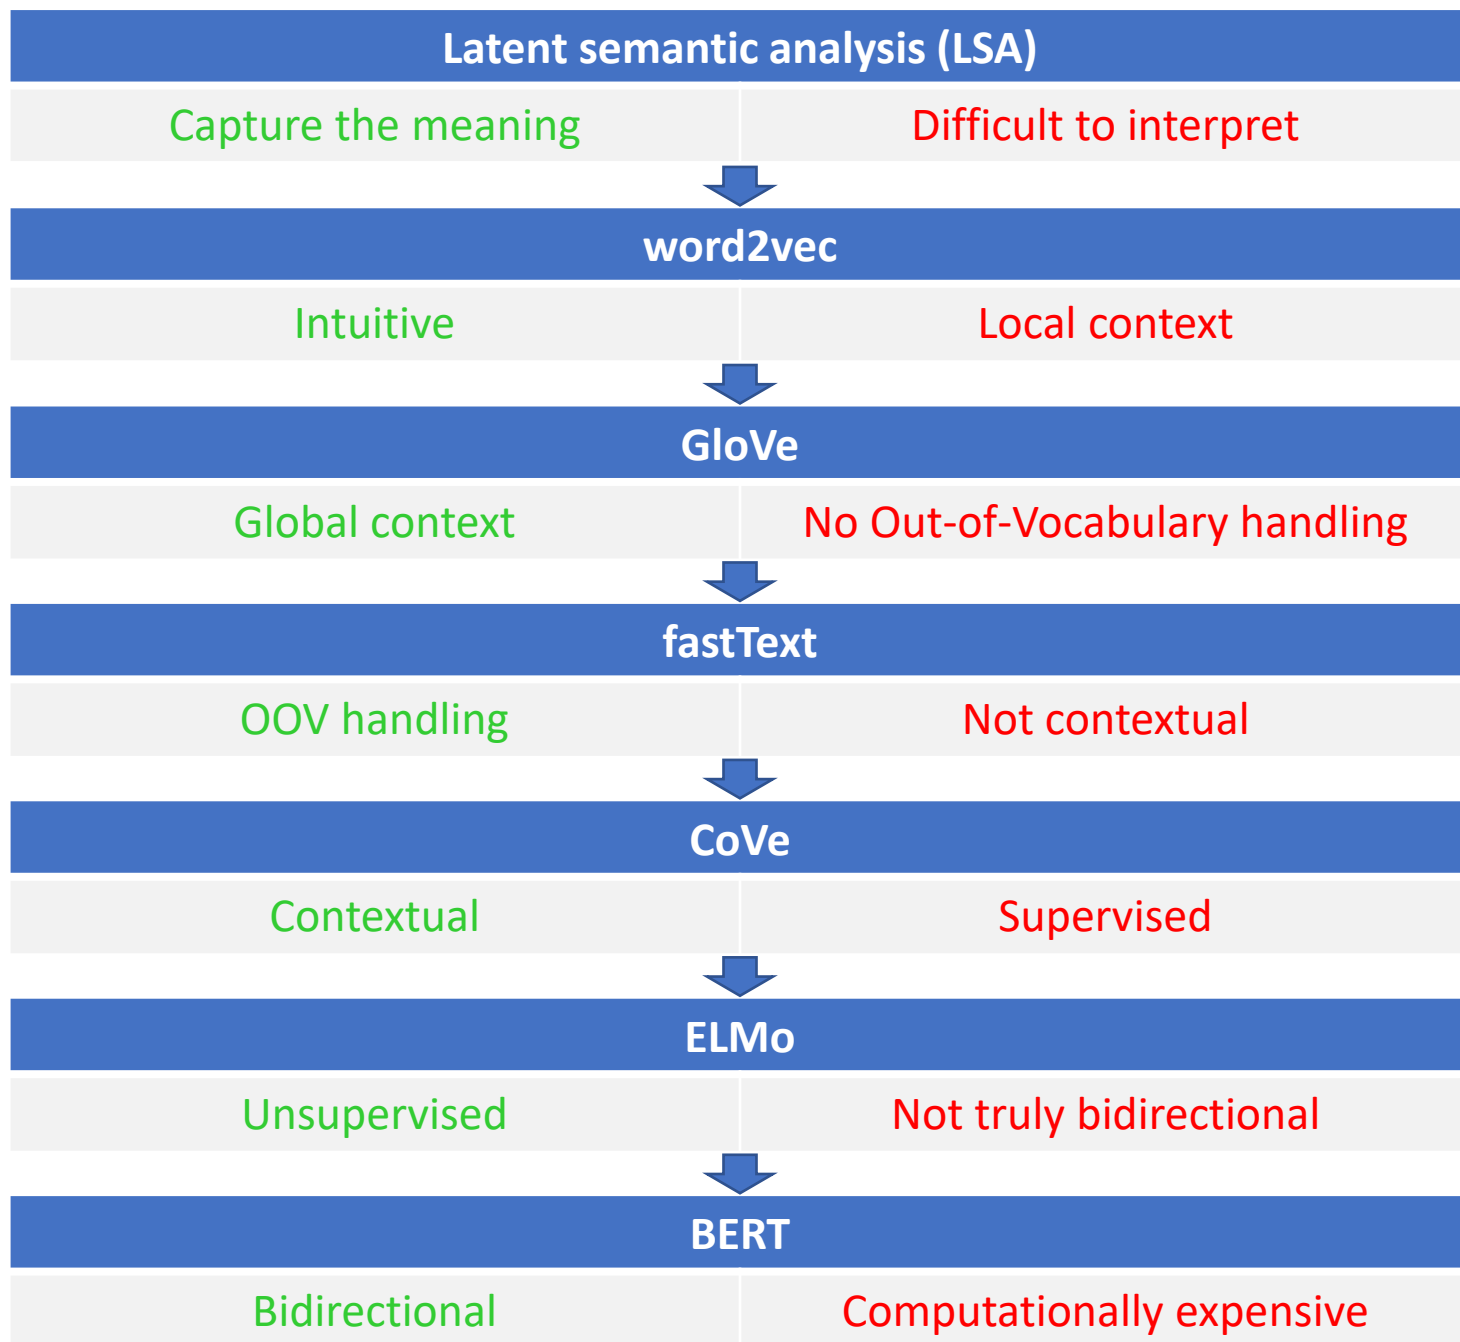 Latent semantic analysis (LSA)
Capture the meaning
Difficult to interpret
word2vec
Intuitive
Local context
GloVe
Global context
No Out-of-Vocabulary handling
fastText
OOV handling
Not contextual
CoVe
Contextual
Supervised
ELMo
Unsupervised
Not truly bidirectional
BERT
Bidirectional
Computationally expensive